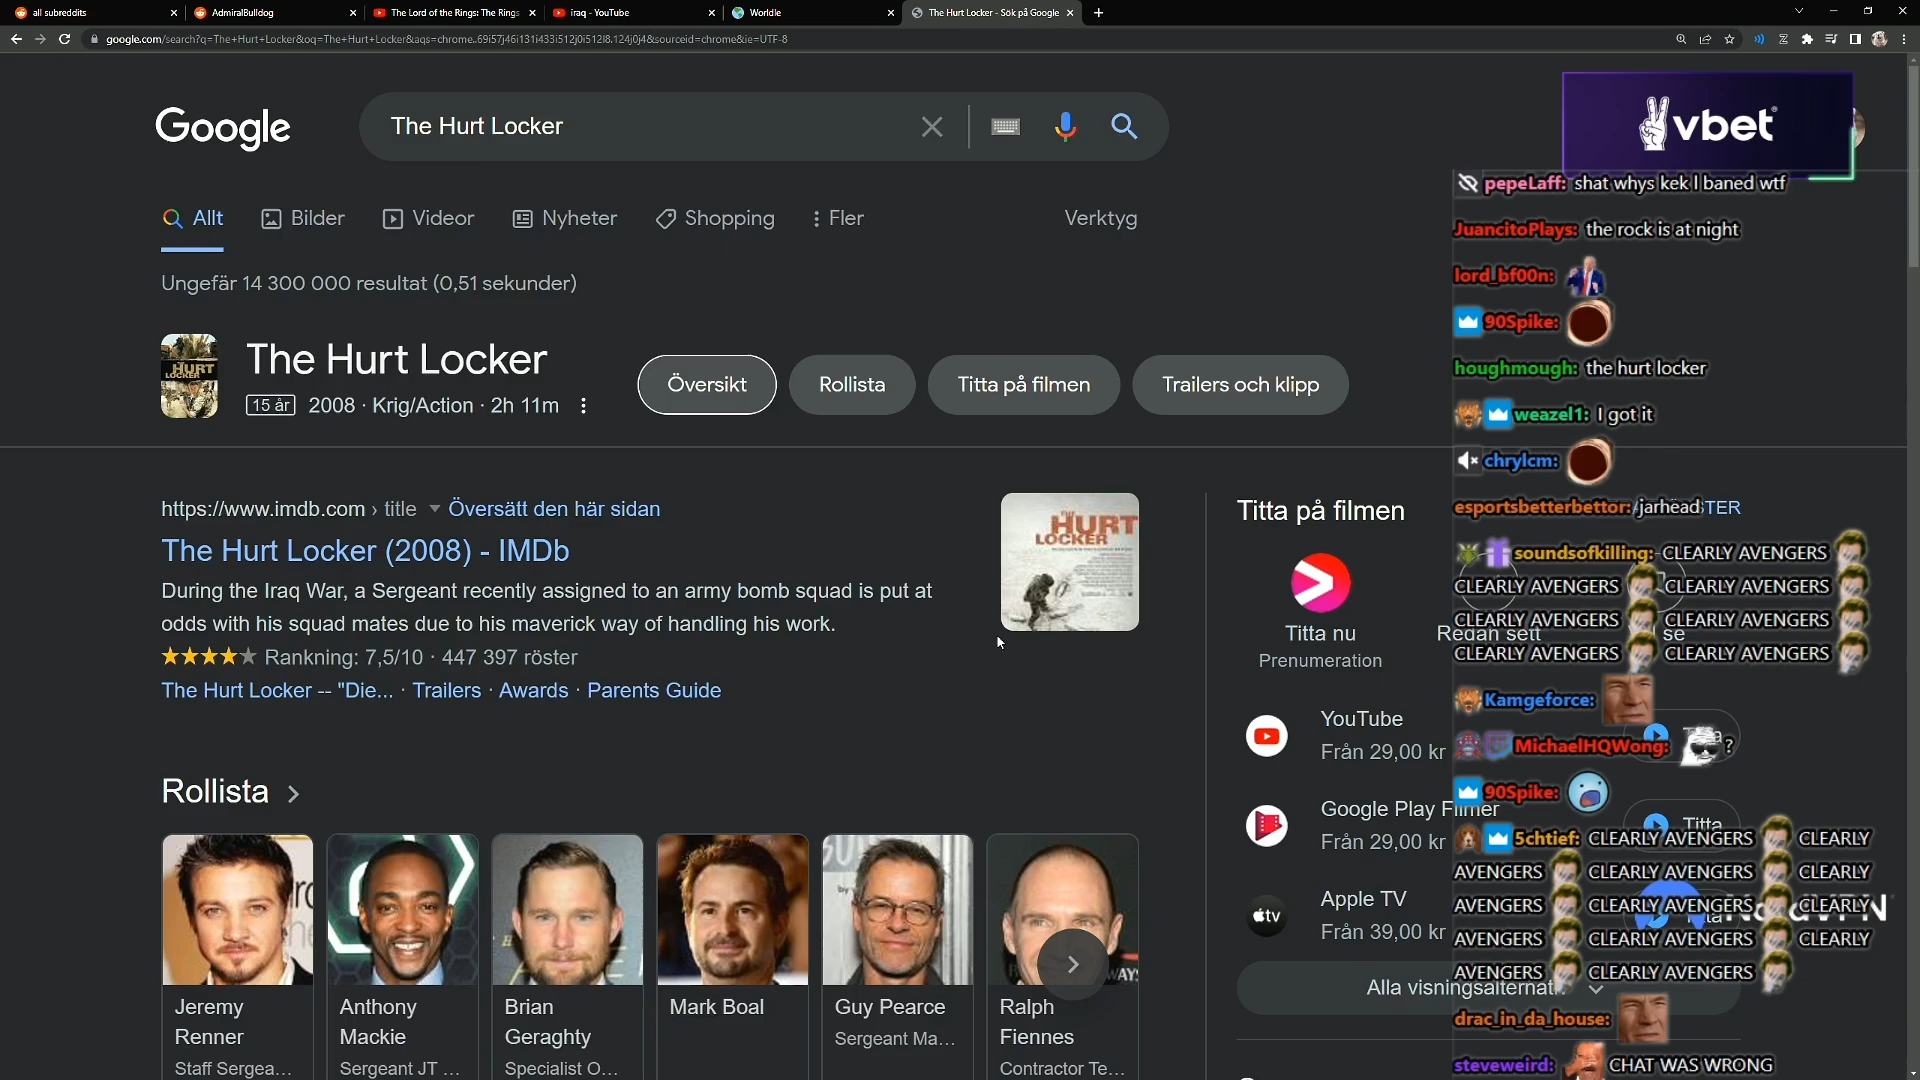 all subreddits
AdmiralBulldog
The Lord of the Rings: The Rings
iraq - YouTube
Worldle
The Hurt Locker - Sök på Google
google.com/search?q=The+Hurt+Locker&oq=The+Hurt+Locker&aqs=chrome..69i57j46i131i433i512j0i512l8.124j0j4&sourceid=chrome&ie=UTF-8
Google
The Hurt Locker
vbet
Allt
Bilder
Videor
Nyheter
Shopping
Fler
Verktyg
Ungefär 14 300 000 resultat (0,51 sekunder)
HURT
LOCKER
The Hurt Locker
15 år 2008 · Krig/Action · 2h 11m
Översikt
Rollista
Titta på filmen
Trailers och klipp
https://www.imdb.com › title Översätt den här sidan
The Hurt Locker (2008) - IMDb
During the Iraq War, a Sergeant recently assigned to an army bomb squad is put at
odds with his squad mates due to his maverick way of handling his work.
Rankning: 7,5/10 · 447 397 röster
The Hurt Locker -- "Die... · Trailers · Awards · Parents Guide
THE
HURT
LOCKER
Rollista
Jeremy
Renner
Staff Sergea...
Anthony
Mackie
Sergeant JT ...
Brian
Geraghty
Specialist O...
Mark Boal
Guy Pearce
Sergeant Ma...
Ralph
Fiennes
Contractor Te...
Titta på filmen
Titta nu
Prenumeration
Redan sett
se
YouTube
Från 29,00 kr
Google Play Filmer
Från 29,00 kr
Titta
tv
Apple TV
Från 39,00 kr
Alla visningsalternati
pepeLaff: shat whys kek I baned wtf
JuancitoPlays: the rock is at night
lord_bf00n:
90Spike:
houghmough: the hurt locker
weazel1: I got it
chrylcm:
esportsbetterbettor: jarhead
soundsofkilling: CLEARLY AVENGERS
CLEARLY AVENGERS CLEARLY AVENGERS
CLEARLY AVENGERS CLEARLY AVENGERS
CLEARLY AVENGERS CLEARLY AVENGERS
Kamgeforce:
MichaelHQWong: ?
90Spike:
5chtief: CLEARLY AVENGERS CLEARLY
AVENGERS CLEARLY AVENGERS CLEARLY
AVENGERS CLEARLY AVENGERS CLEARLY
AVENGERS CLEARLY AVENGERS CLEARLY
AVENGERS CLEARLY AVENGERS
drac_in_da_house:
steveweird: CHAT WAS WRONG